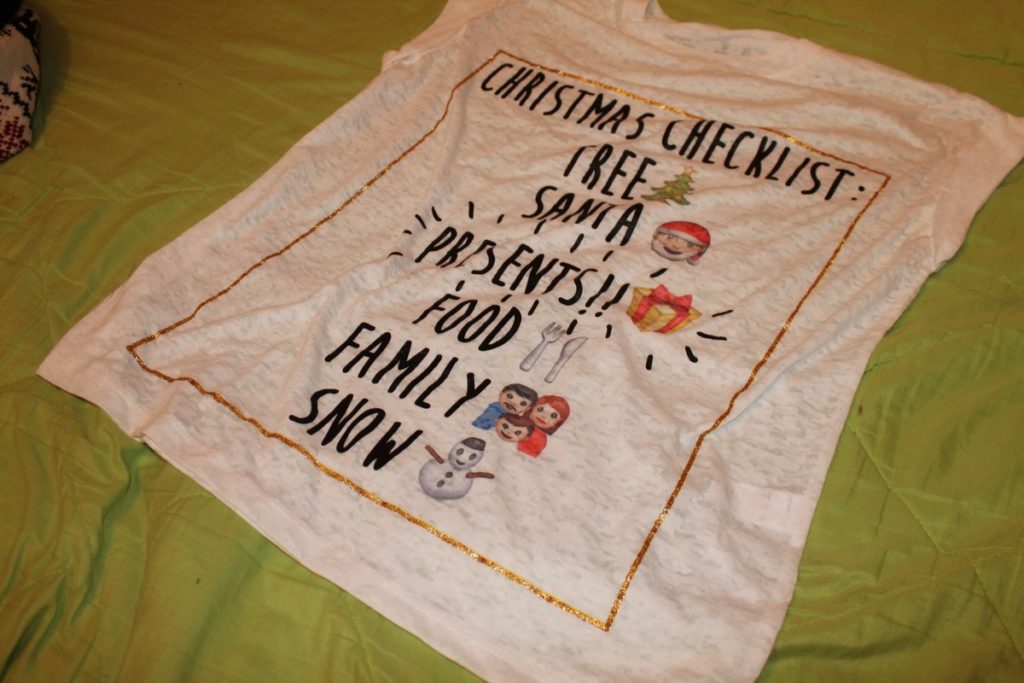 CHRISTMAS CHECKLIST:
TREE
SANTA
PRESENTS!!
FOOD
FAMILY
SNOW